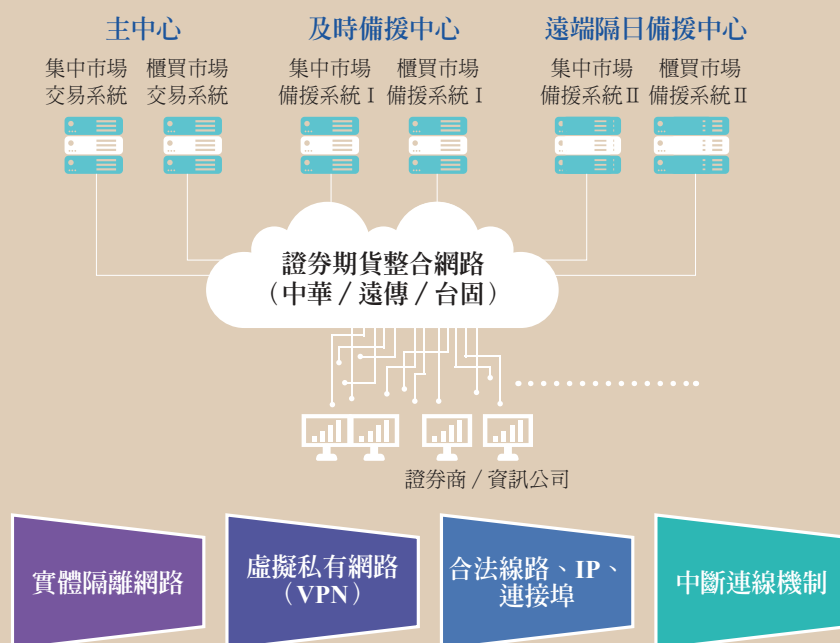 主中心
及時備援中心
遠端隔日備援中心
集中市場
交易系統
櫃買市場
交易系統
集中市場
備援系統 I
櫃買市場
備援系統 I
集中市場
備援系統 II
櫃買市場
備援系統 II
證券期貨整合網路
（中華 / 遠傳 / 台固）
證券商 / 資訊公司
實體隔離網路
虛擬私有網路
（VPN）
合法線路、IP、
連接埠
中斷連線機制